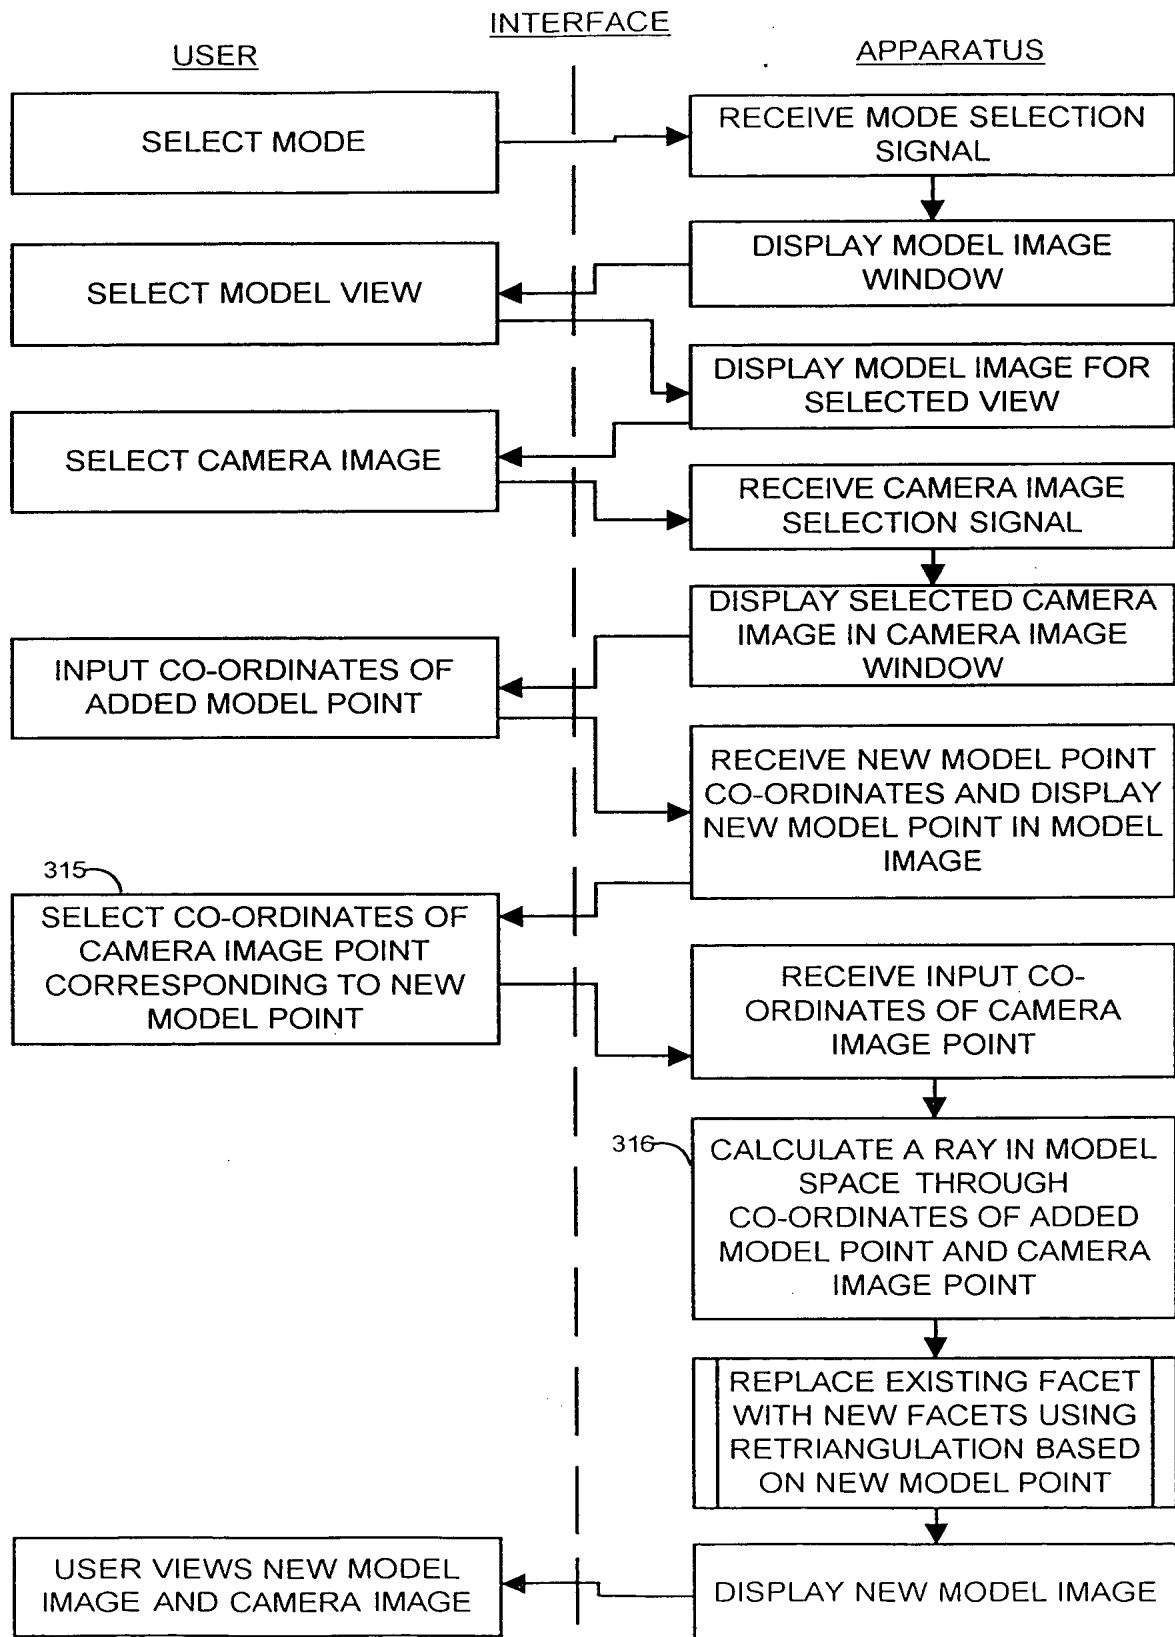 INTERFACE
USER
APPARATUS
SELECT MODE
RECEIVE MODE SELECTION
SIGNAL
DISPLAY MODEL IMAGE
WINDOW
SELECT MODEL VIEW
DISPLAY MODEL IMAGE FOR
SELECTED VIEW
SELECT CAMERA IMAGE
RECEIVE CAMERA IMAGE
SELECTION SIGNAL
DISPLAY SELECTED CAMERA
IMAGE IN CAMERA IMAGE
WINDOW
INPUT CO-ORDINATES OF
ADDED MODEL POINT
RECEIVE NEW MODEL POINT
CO-ORDINATES AND DISPLAY
NEW MODEL POINT IN MODEL
IMAGE
315
SELECT CO-ORDINATES OF
CAMERA IMAGE POINT
CORRESPONDING TO NEW
MODEL POINT
RECEIVE INPUT CO-
ORDINATES OF CAMERA
IMAGE POINT
316
CALCULATE A RAY IN MODEL
SPACE THROUGH
CO-ORDINATES OF ADDED
MODEL POINT AND CAMERA
IMAGE POINT
REPLACE EXISTING FACET
WITH NEW FACETS USING
RETRIANGULATION BASED
ON NEW MODEL POINT
USER VIEWS NEW MODEL
IMAGE AND CAMERA IMAGE
DISPLAY NEW MODEL IMAGE